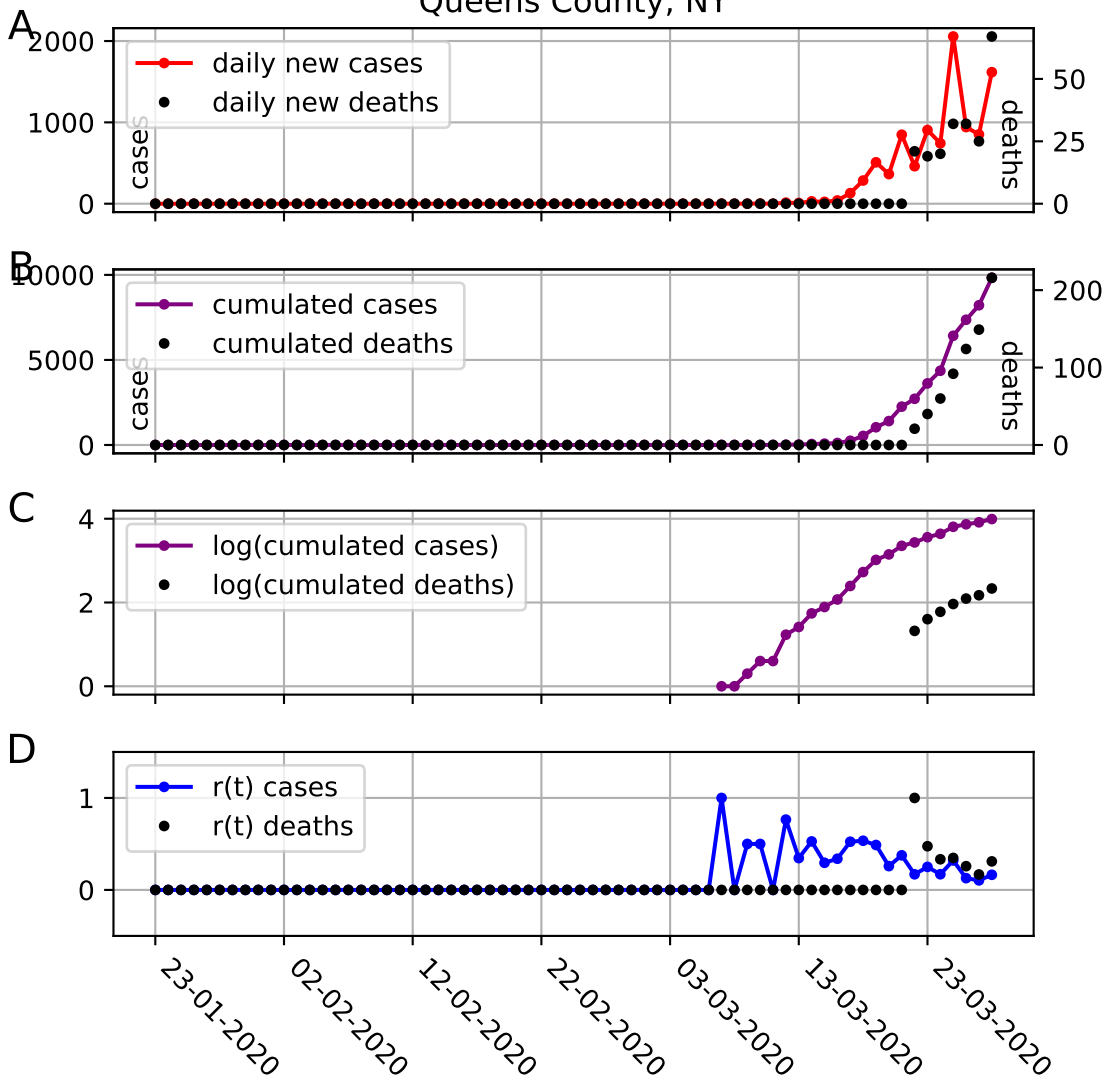 Queens County, NY
A
2000
1000
0
daily new cases
daily new deaths
cases
50
25
0
deaths
B
10000
5000
0
cumulated cases
cumulated deaths
cases
200
100
0
deaths
C
4
2
0
log(cumulated cases)
log(cumulated deaths)
D
1
0
r(t) cases
r(t) deaths
23-01-2020
02-02-2020
12-02-2020
22-02-2020
03-03-2020
13-03-2020
23-03-2020